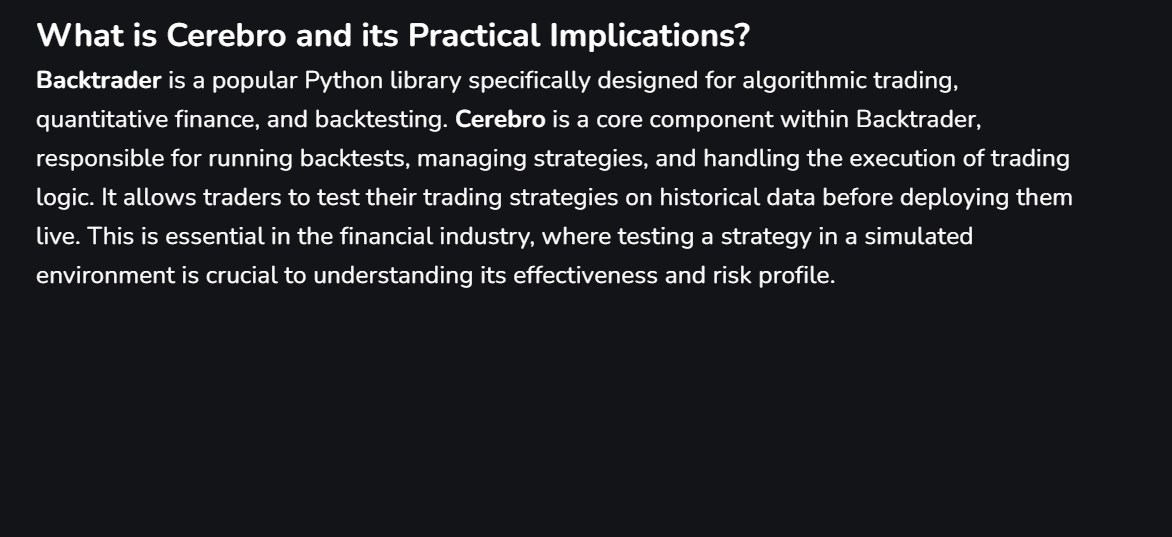 What is Cerebro and its Practical Implications?
Backtrader is a popular Python library specifically designed for algorithmic trading,
quantitative finance, and backtesting. Cerebro is a core component within Backtrader,
responsible for running backtests, managing strategies, and handling the execution of trading
logic. It allows traders to test their trading strategies on historical data before deploying them
live. This is essential in the financial industry, where testing a strategy in a simulated
environment is crucial to understanding its effectiveness and risk profile.